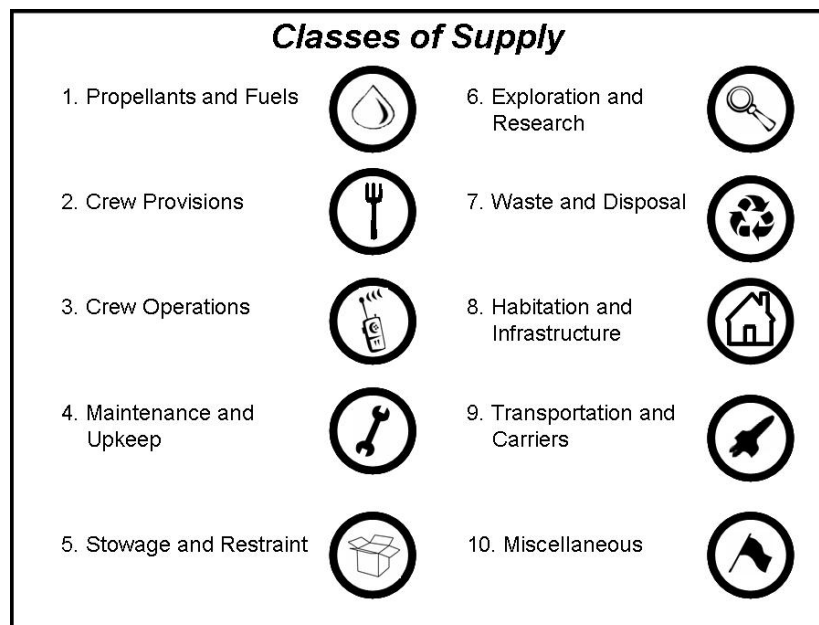 Classes of Supply
1. Propellants and Fuels
2. Crew Provisions
3. Crew Operations
4. Maintenance and
Upkeep
5. Stowage and Restraint
6. Exploration and
Research
7. Waste and Disposal
8. Habitation and
Infrastructure
9. Transportation and
Carriers
10. Miscellaneous